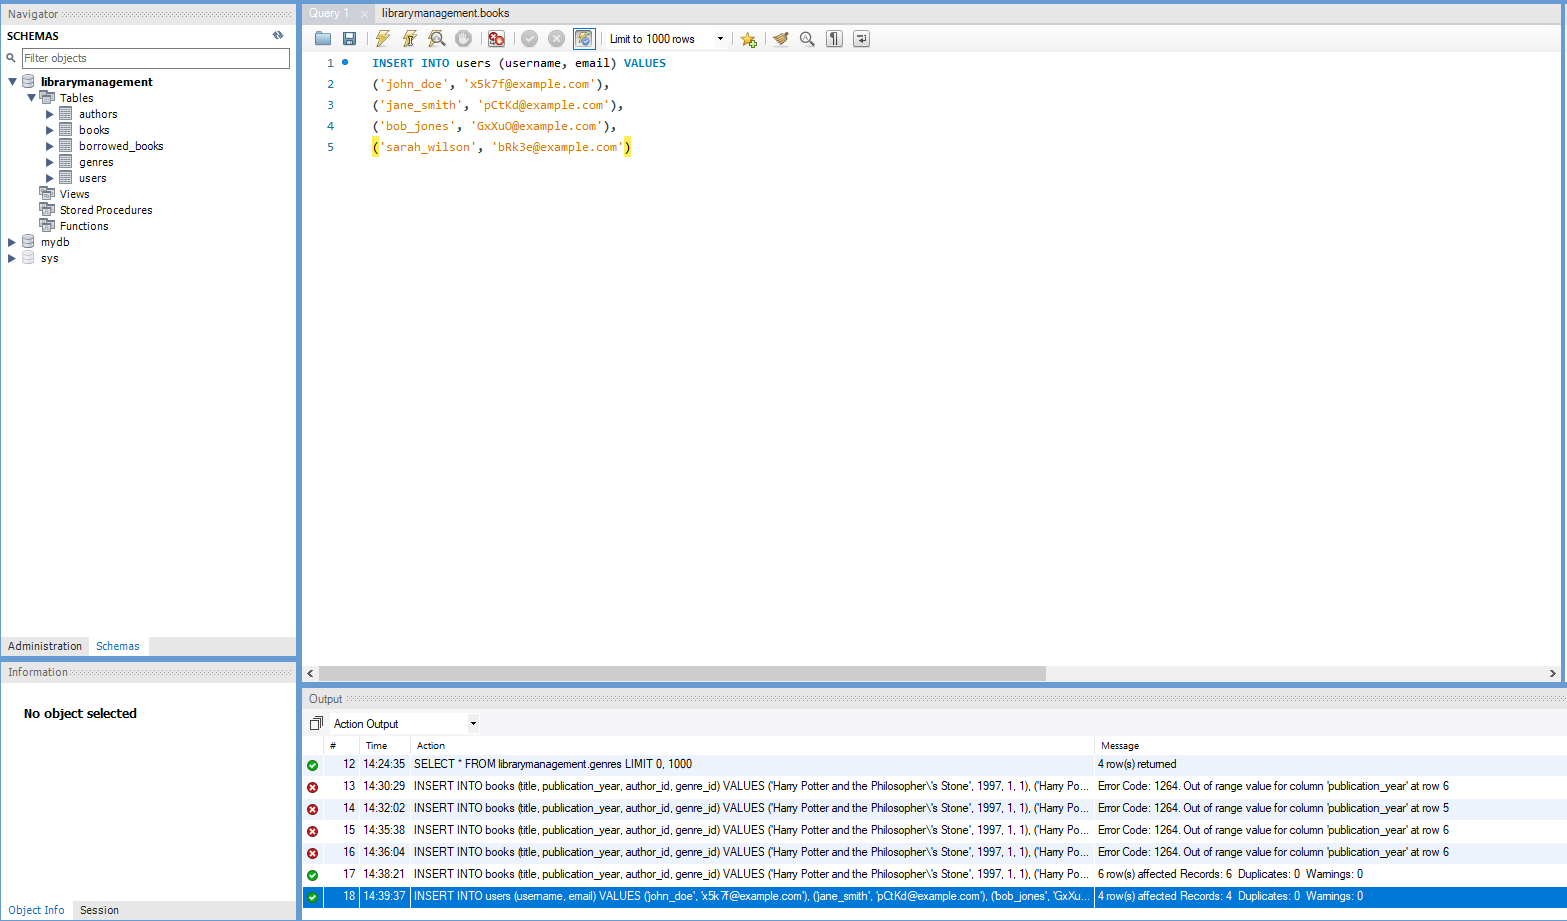 Navigator
SCHEMAS
Filter objects
librarymanagement
Tables
authors
books
borrowed_books
genres
users
Views
Stored Procedures
Functions
mydb
sys
Administration Schemas
Information
No object selected
Object Info Session
Query 1 librarymanagement.books
Limit to 1000 rows
1 INSERT INTO users (username, email) VALUES
2 ('john_doe', 'x5k7f@example.com'),
3 ('jane_smith', 'pCtKd@example.com'),
4 ('bob_jones', 'GxXuO@example.com'),
5 ('sarah_wilson', 'bRk3e@example.com')
Output
Action Output
# Time Action Message
12 14:24:35 SELECT * FROM librarymanagement.genres LIMIT 0, 1000 4 row(s) returned
13 14:30:29 INSERT INTO books (title, publication_year, author_id, genre_id) VALUES ('Harry Potter and the Philosopher\'s Stone', 1997, 1, 1), ('Harry Po... Error Code: 1264. Out of range value for column 'publication_year' at row 6
14 14:32:02 INSERT INTO books (title, publication_year, author_id, genre_id) VALUES ('Harry Potter and the Philosopher\'s Stone', 1997, 1, 1), ('Harry Po... Error Code: 1264. Out of range value for column 'publication_year' at row 5
15 14:35:38 INSERT INTO books (title, publication_year, author_id, genre_id) VALUES ('Harry Potter and the Philosopher\'s Stone', 1997, 1, 1), ('Harry Po... Error Code: 1264. Out of range value for column 'publication_year' at row 6
16 14:36:04 INSERT INTO books (title, publication_year, author_id, genre_id) VALUES ('Harry Potter and the Philosopher\'s Stone', 1997, 1, 1), ('Harry Po... Error Code: 1264. Out of range value for column 'publication_year' at row 6
17 14:38:21 INSERT INTO books (title, publication_year, author_id, genre_id) VALUES ('Harry Potter and the Philosopher\'s Stone', 1997, 1, 1), ('Harry Po... 6 row(s) affected Records: 6 Duplicates: 0 Warnings: 0
18 14:39:37 INSERT INTO users (username, email) VALUES ('john_doe', 'x5k7f@example.com'), ('jane_smith', 'pCtKd@example.com'), ('bob_jones', 'GxXu... 4 row(s) affected Records: 4 Duplicates: 0 Warnings: 0